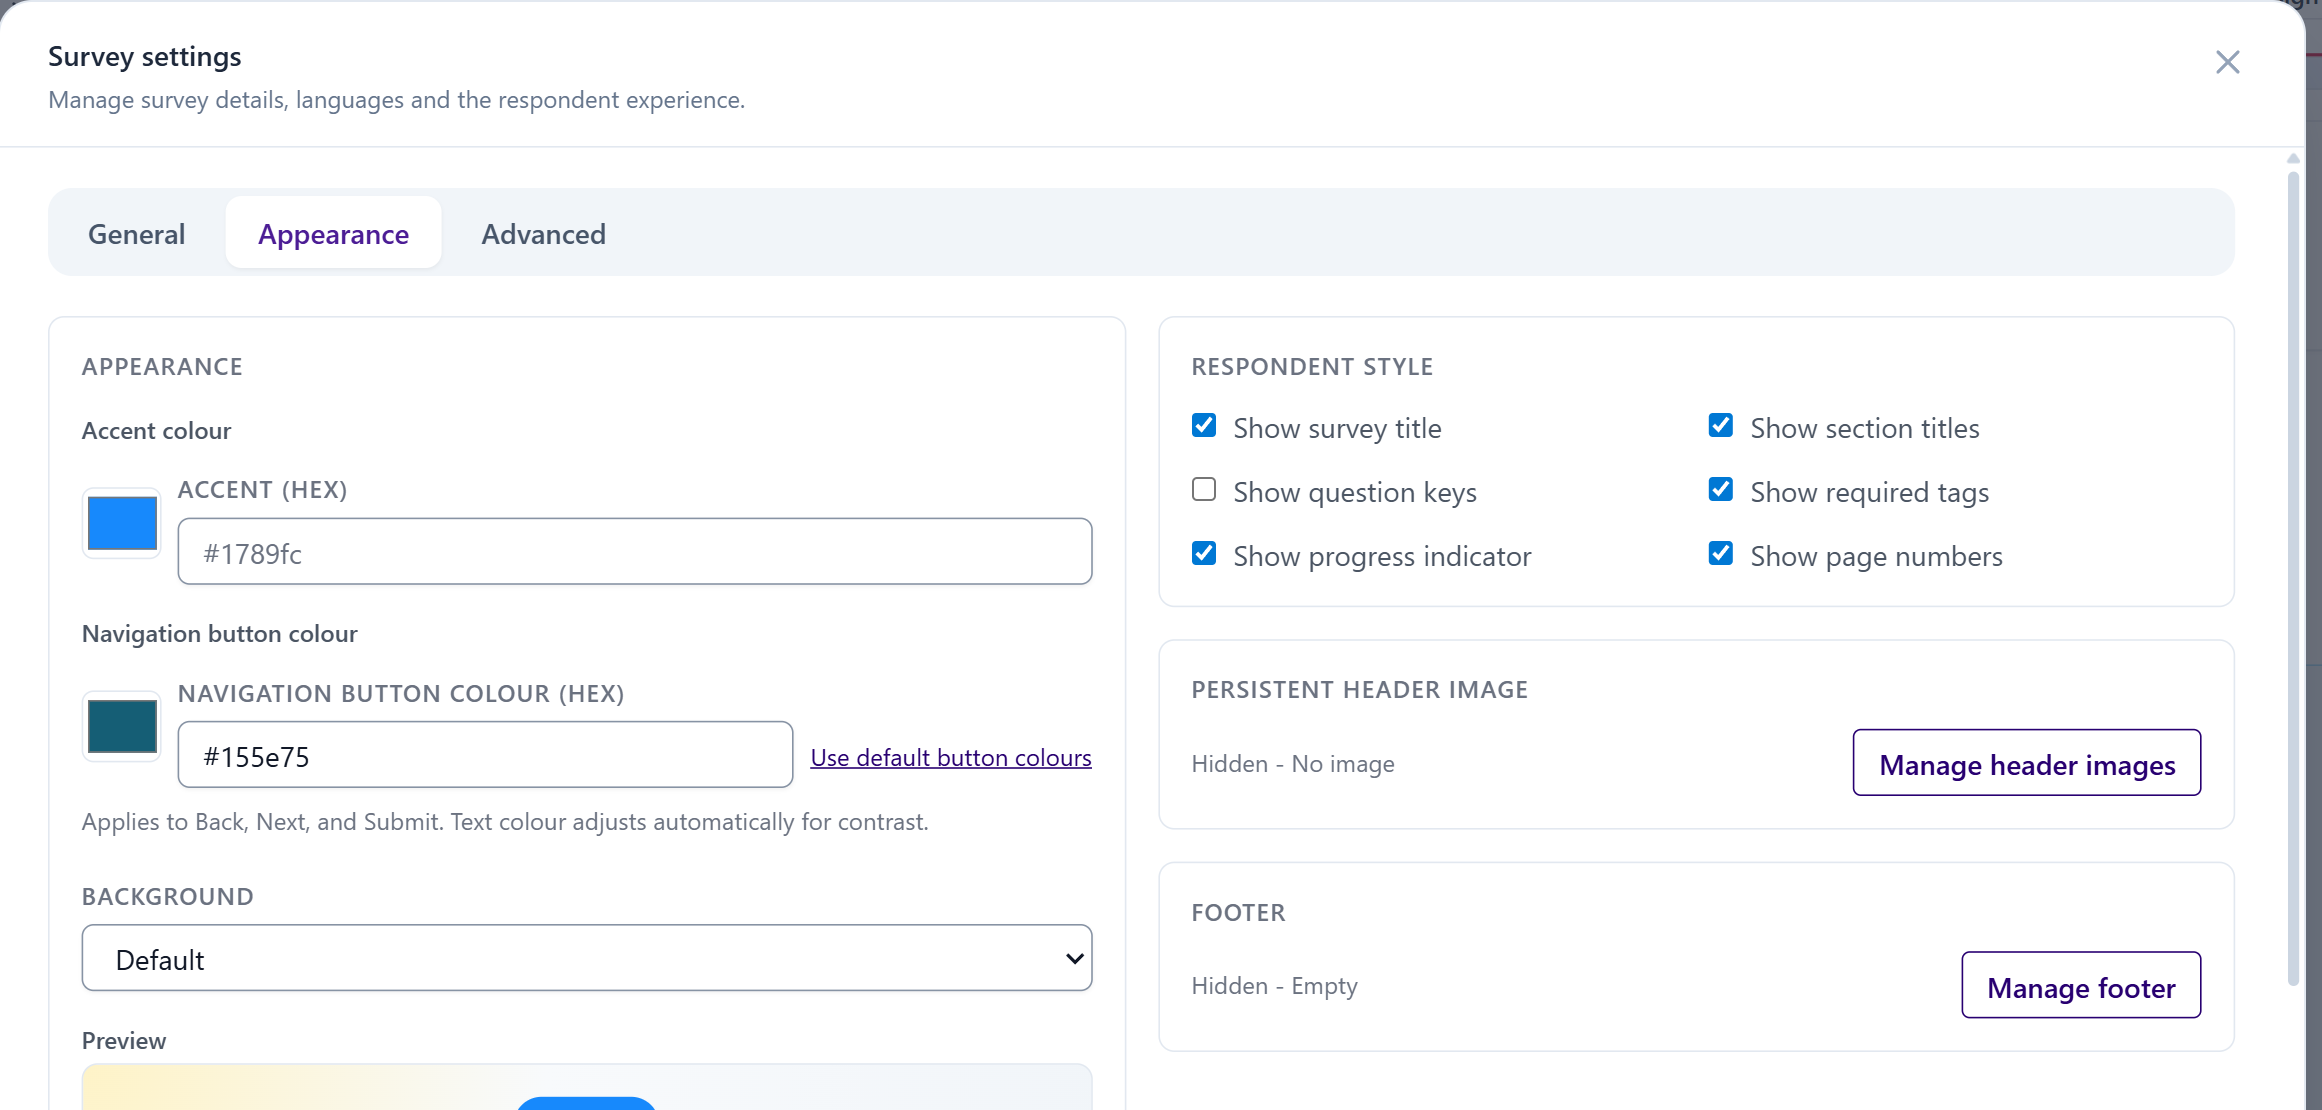 Survey settings
Manage survey details, languages and the respondent experience.
General
Appearance
Advanced
APPEARANCE
Accent colour
ACCENT (HEX)
#1789fc
Navigation button colour
NAVIGATION BUTTON COLOUR (HEX)
#155e75
Use default button colours
Applies to Back, Next, and Submit. Text colour adjusts automatically for contrast.
BACKGROUND
Default
Preview
RESPONDENT STYLE
Show survey title
Show section titles
Show question keys
Show required tags
Show progress indicator
Show page numbers
PERSISTENT HEADER IMAGE
Hidden - No image
Manage header images
FOOTER
Hidden - Empty
Manage footer